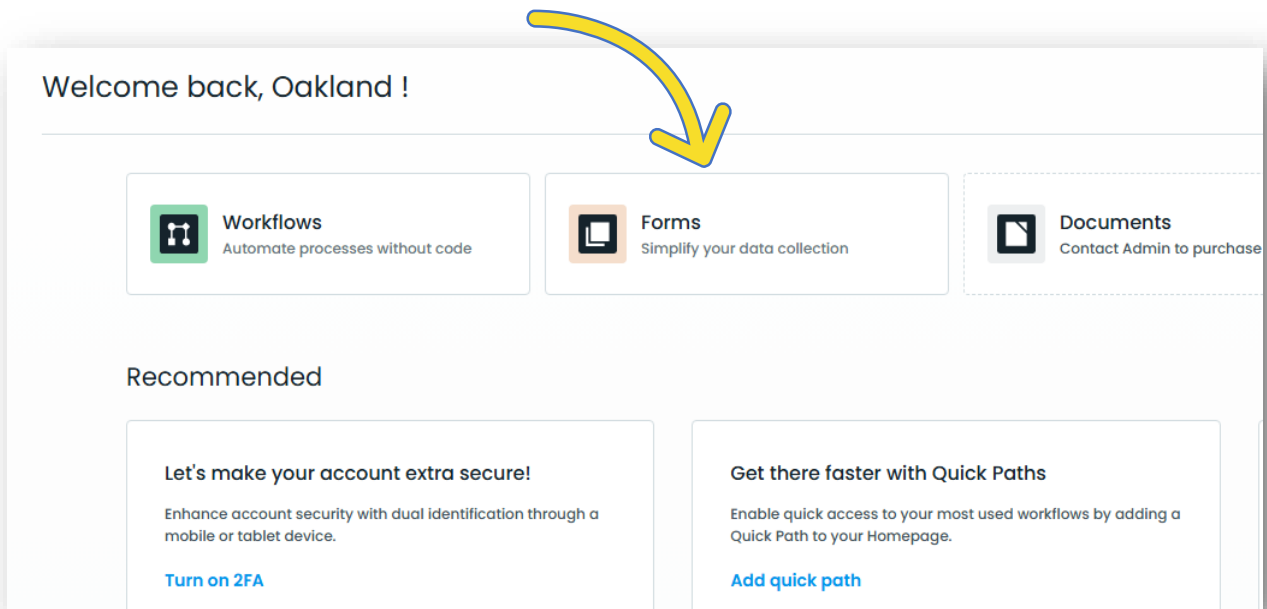 Welcome back, Oakland !
Workflows
Automate processes without code
Forms
Simplify your data collection
Documents
Contact Admin to purchase
Recommended
Let's make your account extra secure!
Enhance account security with dual identification through a
mobile or tablet device.
Turn on 2FA
Get there faster with Quick Paths
Enable quick access to your most used workflows by adding a
Quick Path to your Homepage.
Add quick path